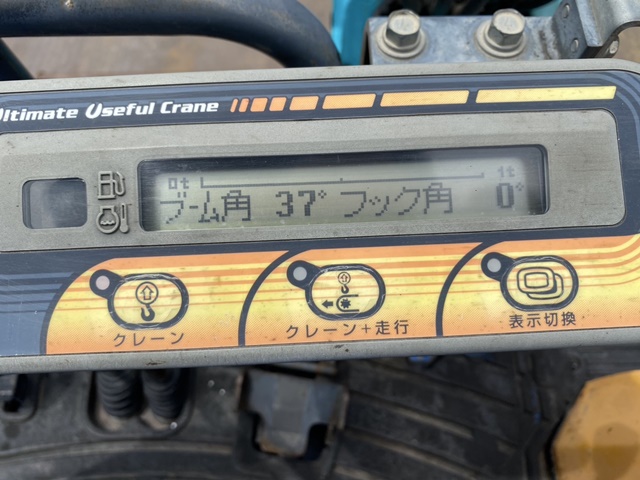 Ultimate Useful Crane
0t 1t
ブーム角 37° フック角 0°
クレーン クレーン+走行 表示切換